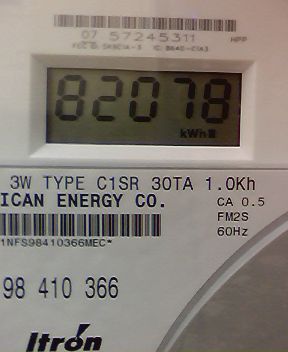 07 57245311
HPP
82078
kWh
3W TYPE C1SR 30TA 1.0Kh
ICAN ENERGY CO.
CA 0.5
FM2S
60Hz
1NFS98410366MEC*
98 410 366
Itron